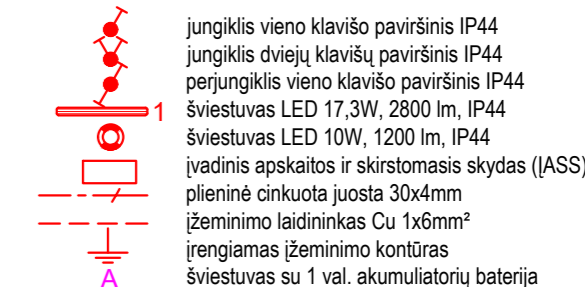 jungiklis vieno klavišo paviršinis IP44
jungiklis dviejų klavišų paviršinis IP44
perjungiklis vieno klavišo paviršinis IP44
1 šviestuvas LED 17,3W, 2800 lm, IP44
šviestuvas LED 10W, 1200 lm, IP44
įvadinis apskaitos ir skirstomasis skydas (ĮASS)
plieninė cinkuota juosta 30x4mm
įžeminimo laidininkas Cu 1x6mm²
įrengiamas įžeminimo kontūras
A šviestuvas su 1 val. akumuliatorių baterija